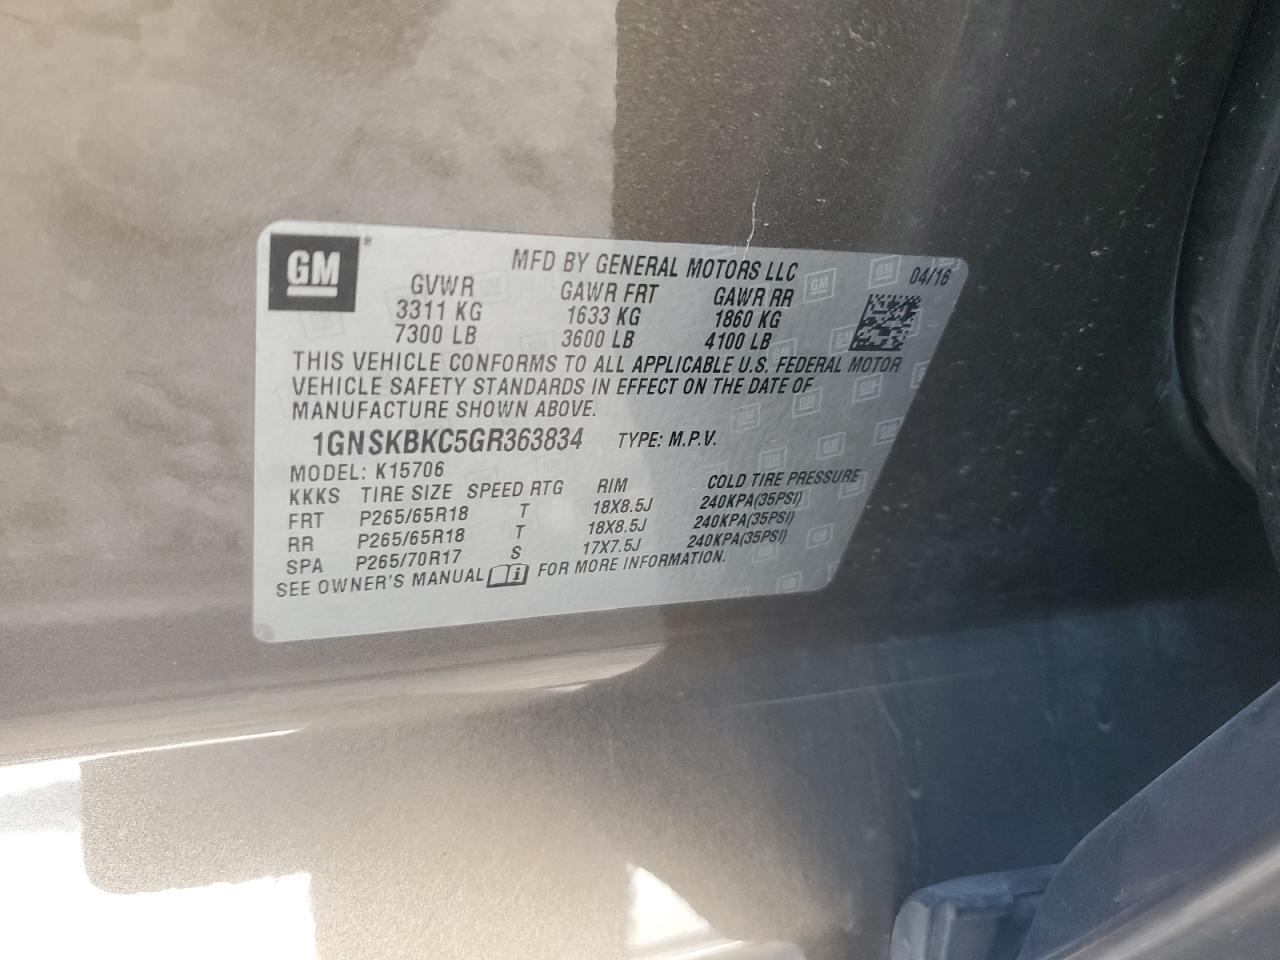 GM ®
MFD BY GENERAL MOTORS LLC 04/16
GVWR GAWR FRT GAWR RR
3311 KG 1633 KG 1860 KG
7300 LB 3600 LB 4100 LB
THIS VEHICLE CONFORMS TO ALL APPLICABLE U.S. FEDERAL MOTOR
VEHICLE SAFETY STANDARDS IN EFFECT ON THE DATE OF
MANUFACTURE SHOWN ABOVE.
1GNSKBKC5GR363834 TYPE: M.P.V.
MODEL: K15706
KKKS TIRE SIZE SPEED RTG RIM COLD TIRE PRESSURE
FRT P265/65R18 T 18X8.5J 240KPA(35PSI)
RR P265/65R18 T 18X8.5J 240KPA(35PSI)
SPA P265/70R17 S 17X7.5J 240KPA(35PSI)
SEE OWNER'S MANUAL i FOR MORE INFORMATION.